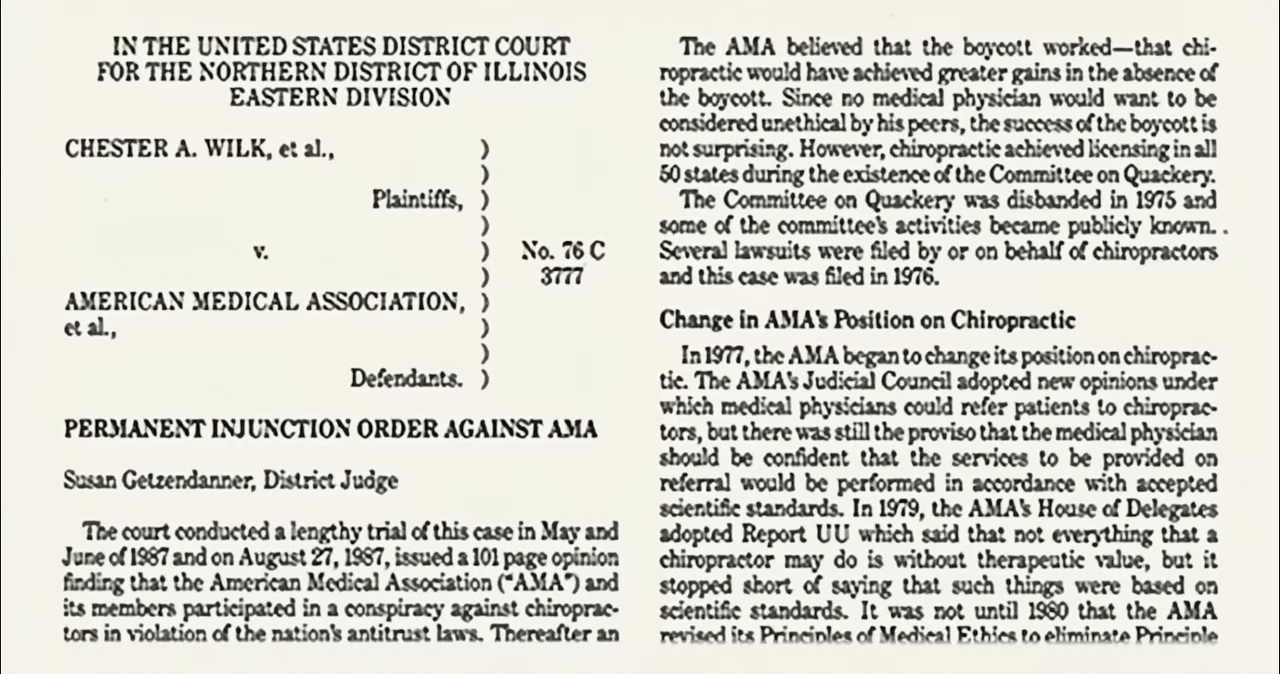 IN THE UNITED STATES DISTRICT COURT
FOR THE NORTHERN DISTRICT OF ILLINOIS
EASTERN DIVISION
CHESTER A. WILK, et al., )
)
Plaintiffs, )
)
v. ) No. 76 C
) 3777
AMERICAN MEDICAL ASSOCIATION, )
et al., )
)
Defendants. )
PERMANENT INJUNCTION ORDER AGAINST AMA
Susan Getzendanner, District Judge
The court conducted a lengthy trial of this case in May and
June of 1987 and on August 27, 1987, issued a 101 page opinion
finding that the American Medical Association ("AMA") and
its members participated in a conspiracy against chiroprac-
tors in violation of the nation's antitrust laws. Thereafter an
The AMA believed that the boycott worked—that chi-
ropractic would have achieved greater gains in the absence of
the boycott. Since no medical physician would want to be
considered unethical by his peers, the success of the boycott is
not surprising. However, chiropractic achieved licensing in all
50 states during the existence of the Committee on Quackery.
The Committee on Quackery was disbanded in 1975 and
some of the committee's activities became publicly known. .
Several lawsuits were filed by or on behalf of chiropractors
and this case was filed in 1976.
Change in AMA's Position on Chiropractic
In 1977, the AMA began to change its position on chiroprac-
tic. The AMA's Judicial Council adopted new opinions under
which medical physicians could refer patients to chiroprac-
tors, but there was still the proviso that the medical physician
should be confident that the services to be provided on
referral would be performed in accordance with accepted
scientific standards. In 1979, the AMA's House of Delegates
adopted Report UU which said that not everything that a
chiropractor may do is without therapeutic value, but it
stopped short of saying that such things were based on
scientific standards. It was not until 1980 that the AMA
revised its Principles of Medical Ethics to eliminate Principle